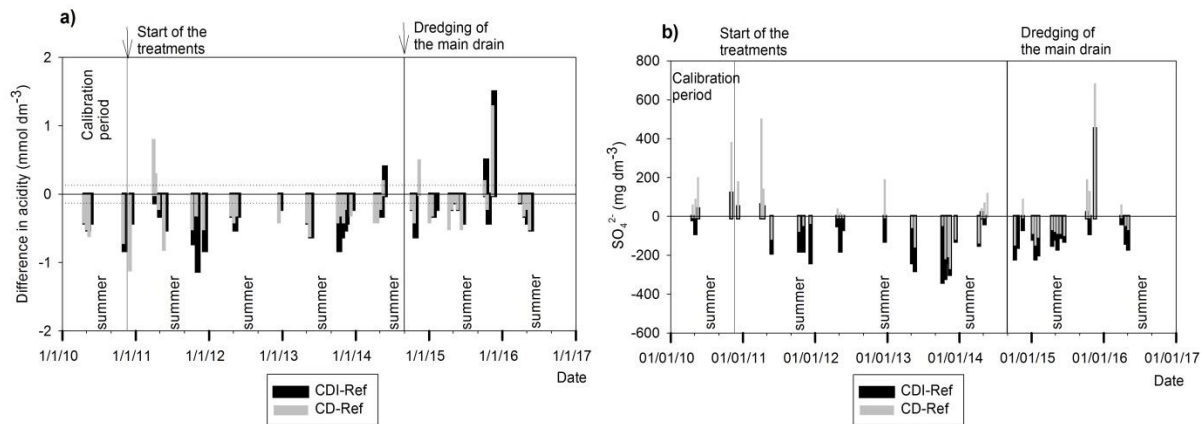 a)
Start of the
treatments
Dredging of
the main drain
Calibration
period
Difference in acidity (mmol dm⁻³)
2
1
0
-1
-2
summer
summer
summer
summer
summer
summer
summer
1/1/10
1/1/11
1/1/12
1/1/13
1/1/14
1/1/15
1/1/16
1/1/17
Date
CDI-Ref
CD-Ref
b)
Start of the
treatments
Dredging of
the main drain
Calibration
period
SO₄²⁻ (mg dm⁻³)
800
600
400
200
0
-200
-400
-600
summer
summer
summer
summer
summer
summer
summer
01/01/10
01/01/11
01/01/12
01/01/13
01/01/14
01/01/15
01/01/16
01/01/17
Date
CDI-Ref
CD-Ref